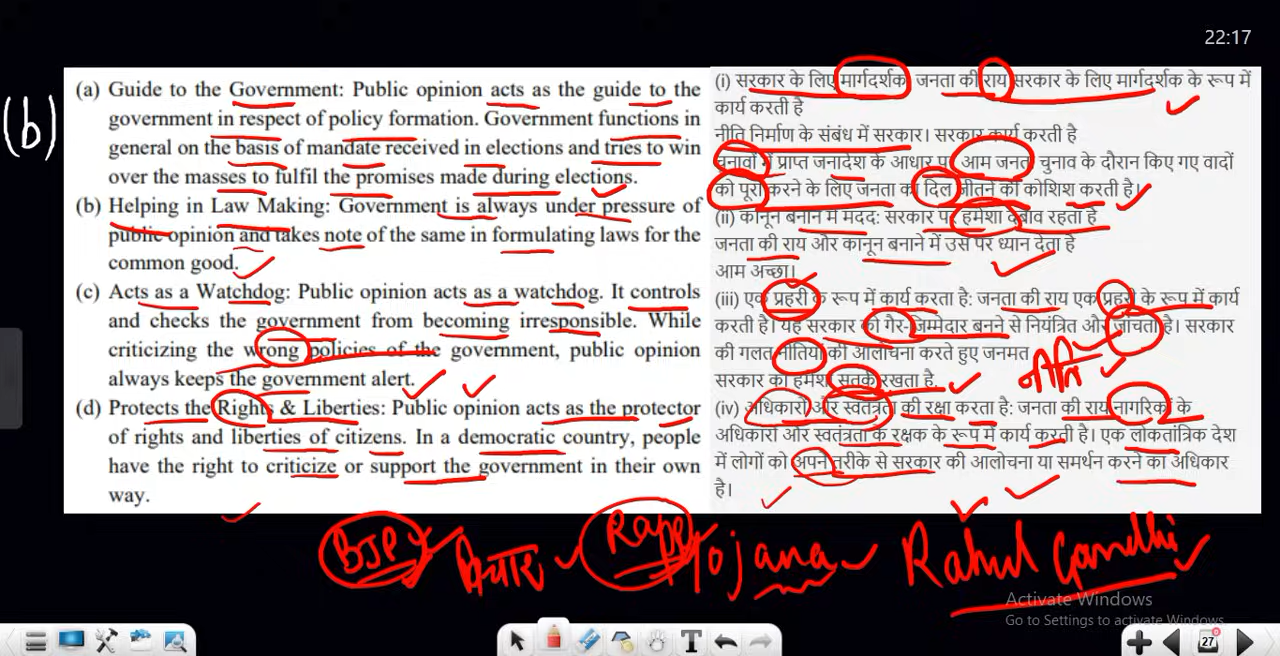 22:17
(b)
(a) Guide to the Government: Public opinion acts as the guide to the
government in respect of policy formation. Government functions in
general on the basis of mandate received in elections and tries to win
over the masses to fulfil the promises made during elections.
(b) Helping in Law Making: Government is always under pressure of
public opinion and takes note of the same in formulating laws for the
common good.
(c) Acts as a Watchdog: Public opinion acts as a watchdog. It controls
and checks the government from becoming irresponsible. While
criticizing the wrong policies of the government, public opinion
always keeps the government alert.
(d) Protects the Rights & Liberties: Public opinion acts as the protector
of rights and liberties of citizens. In a democratic country, people
have the right to criticize or support the government in their own
way.
(i) सरकार के लिए मार्गदर्शक जनता की राय सरकार के लिए मार्गदर्शक के रूप में
कार्य करती है
नीति निर्माण के संबंध में सरकार। सरकार कार्य करती है
चुनावों में प्राप्त जनादेश के आधार पर आम जनता चुनाव के दौरान किए गए वादों
को पूरा करने के लिए जनता का दिल जीतने की कोशिश करती है।
(ii) कानून बनाने में मदद: सरकार पर हमेशा दबाव रहता है
जनता की राय और कानून बनाने में उस पर ध्यान देता है
आम अच्छा।
(iii) एक प्रहरी के रूप में कार्य करता है: जनता की राय एक प्रहरी के रूप में कार्य
करती है। यह सरकार को गैर-जिम्मेदार बनने से नियंत्रित और जांचता है। सरकार
की गलत नीतियों की आलोचना करते हुए जनमत
सरकार को हमेशा सतर्क रखता है.
नीति
(iv) अधिकारों और स्वतंत्रता की रक्षा करता है: जनता की राय नागरिकों के
अधिकारों और स्वतंत्रता के रक्षक के रूप में कार्य करती है। एक लोकतांत्रिक देश
में लोगों को अपने तरीके से सरकार की आलोचना या समर्थन करने का अधिकार
है।
BJP Rape Yojana Rahul Gandhi
Activate Windows
Go to Settings to activate Windows
27